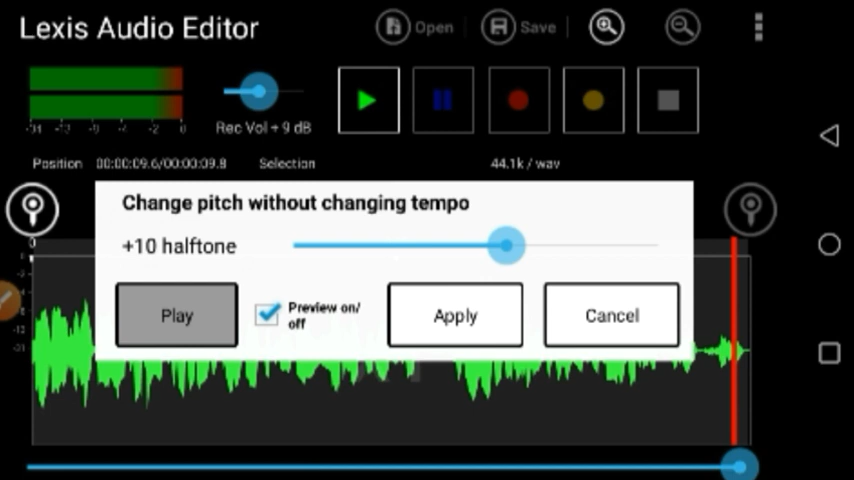 Lexis Audio Editor
Open
Save
Rec Vol + 9 dB
Position 00:00:09.6/00:00:09.8 Selection 44.1k / wav
Change pitch without changing tempo
+10 halftone
Play
Preview on/
off
Apply
Cancel